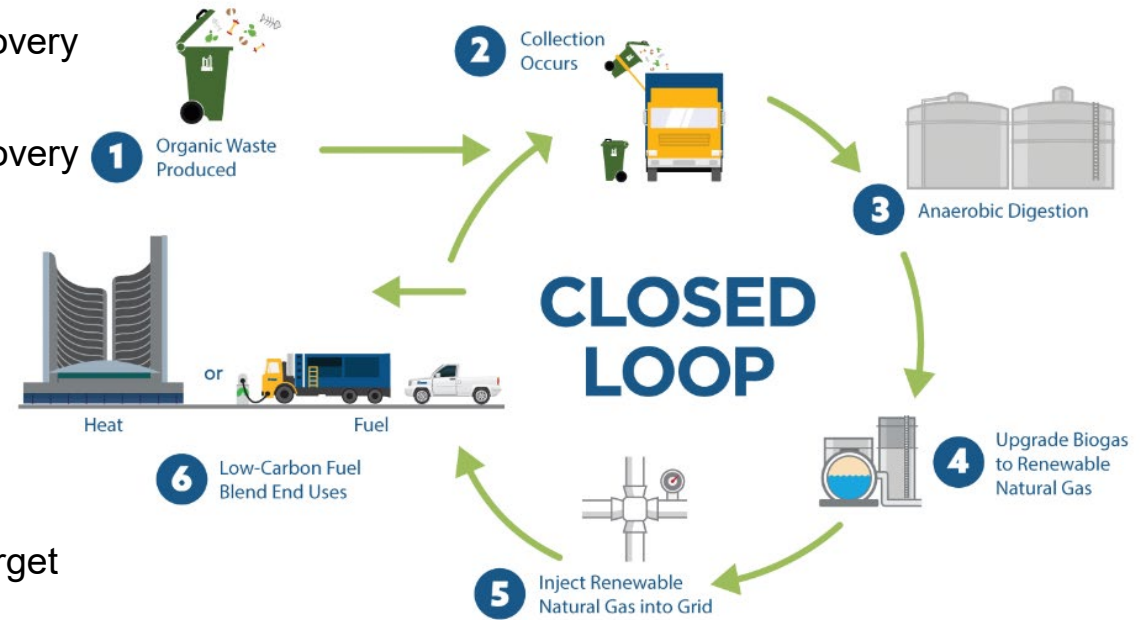 overy
overy
rget
1
Organic Waste
Produced
2
Collection
Occurs
3
Anaerobic Digestion
4
Upgrade Biogas
to Renewable
Natural Gas
5
Inject Renewable
Natural Gas into Grid
6
Low-Carbon Fuel
Blend End Uses
Heat
or
Fuel
CLOSED
LOOP